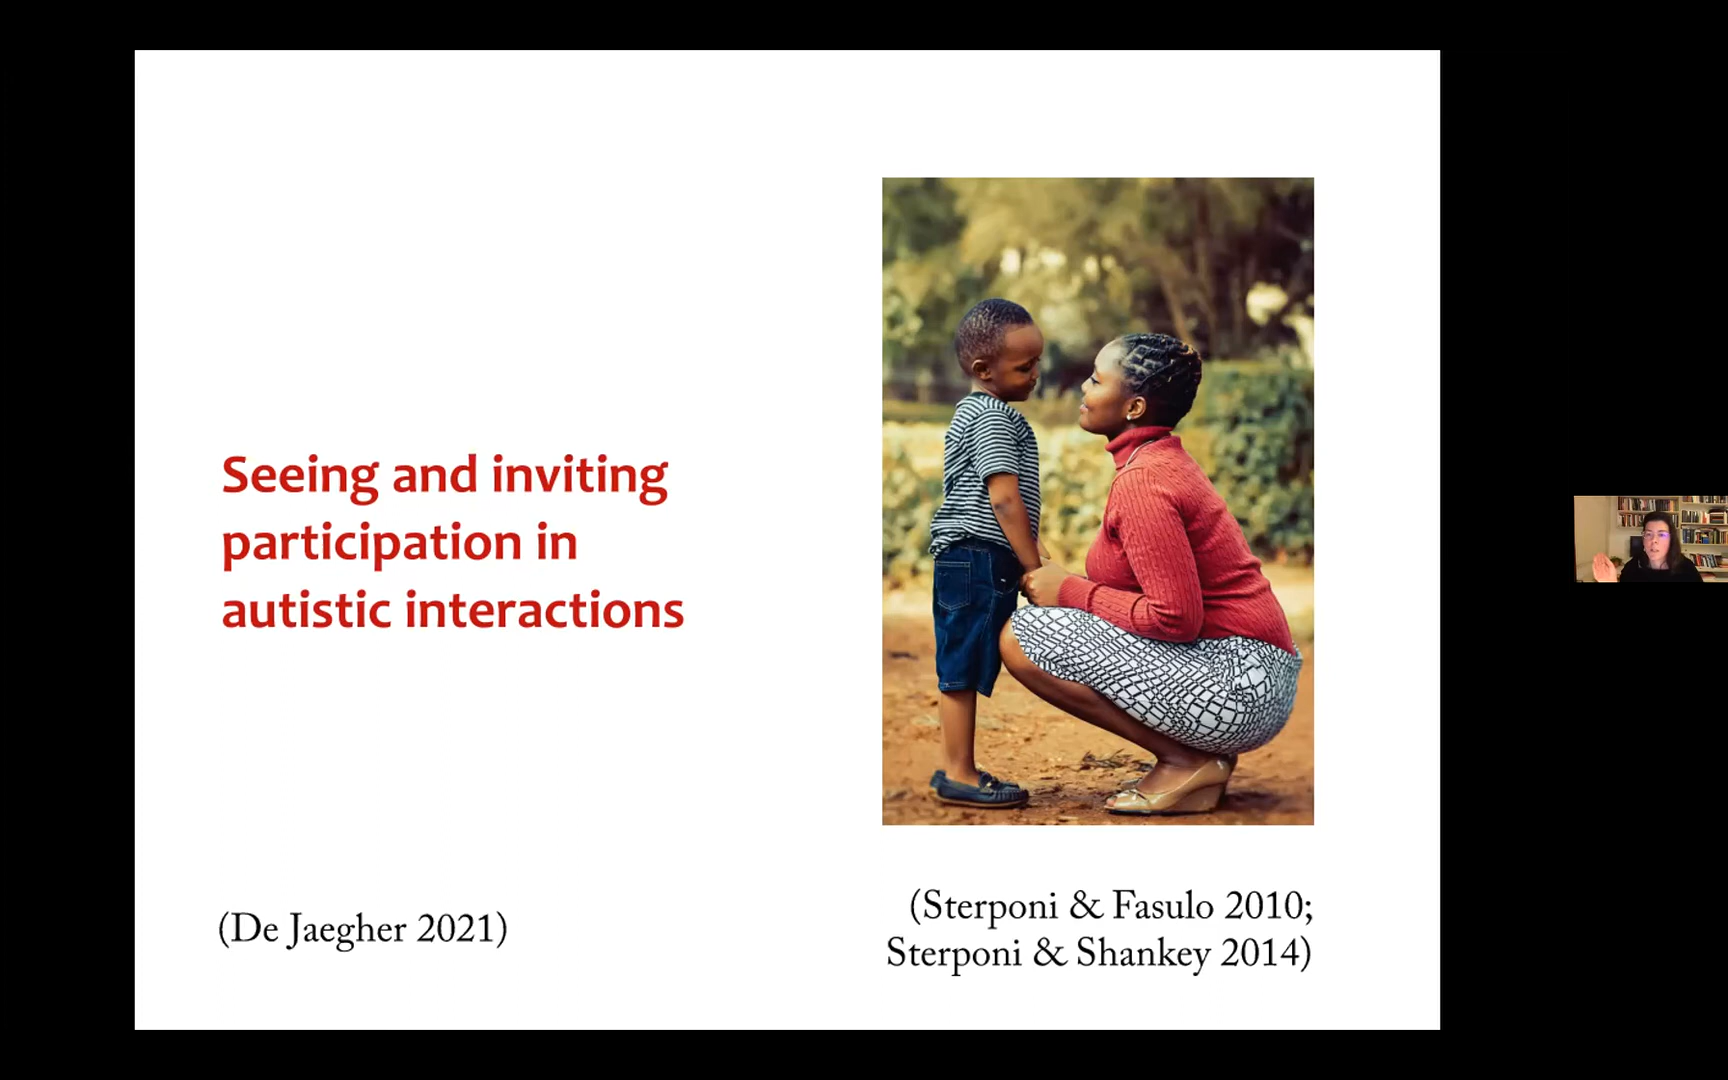 Seeing and inviting
participation in
autistic interactions
(De Jaegher 2021)
(Sterponi & Fasulo 2010;
Sterponi & Shankey 2014)